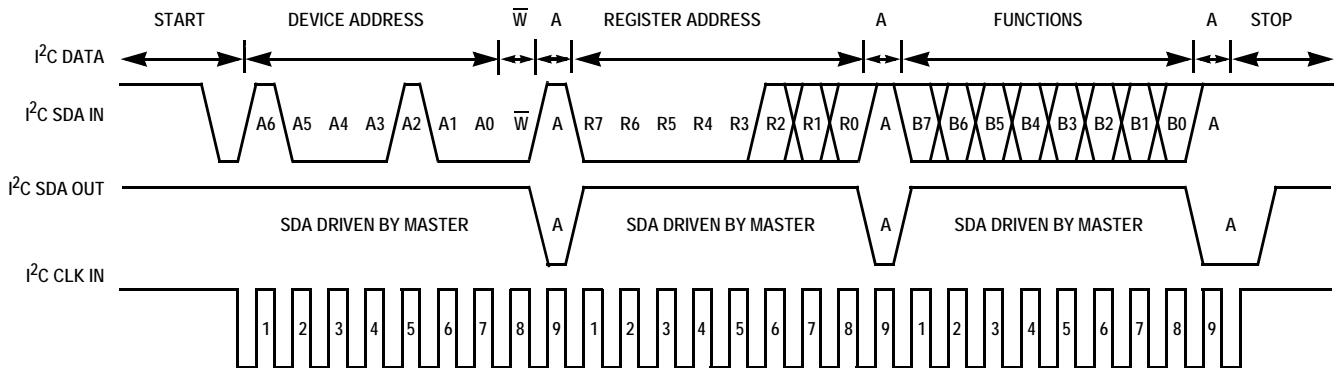 START DEVICE ADDRESS W̅ A REGISTER ADDRESS A FUNCTIONS A STOP
I²C DATA
I²C SDA IN A6 A5 A4 A3 A2 A1 A0 W̅ A R7 R6 R5 R4 R3 R2 R1 R0 A B7 B6 B5 B4 B3 B2 B1 B0 A
I²C SDA OUT
SDA DRIVEN BY MASTER A SDA DRIVEN BY MASTER A SDA DRIVEN BY MASTER A
I²C CLK IN
1 2 3 4 5 6 7 8 9 1 2 3 4 5 6 7 8 9 1 2 3 4 5 6 7 8 9